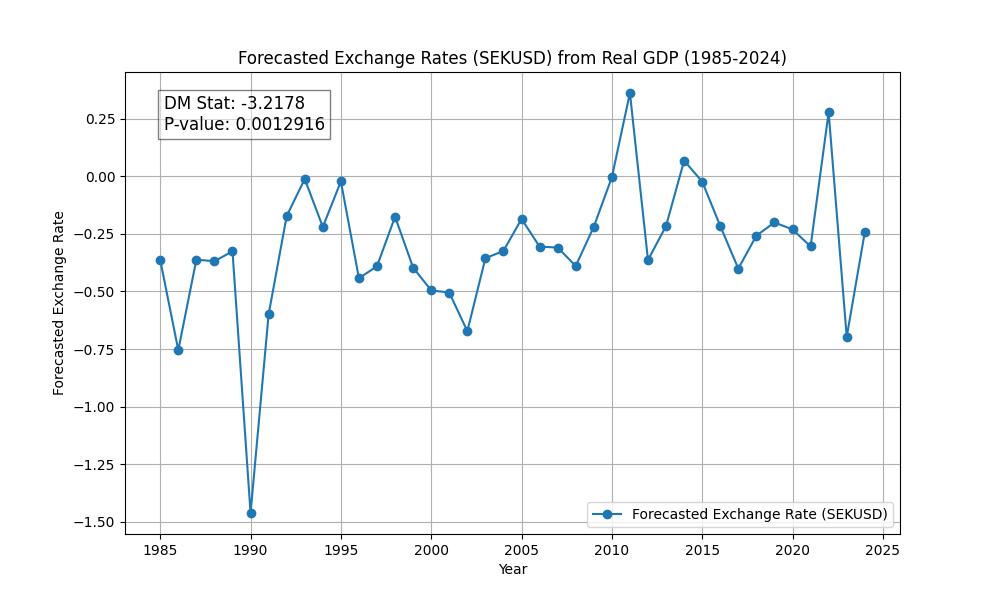 Forecasted Exchange Rates (SEKUSD) from Real GDP (1985-2024)
DM Stat: -3.2178
P-value: 0.0012916
Forecasted Exchange Rate
0.25
0.00
−0.25
−0.50
−0.75
−1.00
−1.25
−1.50
Forecasted Exchange Rate (SEKUSD)
1985 1990 1995 2000 2005 2010 2015 2020 2025
Year